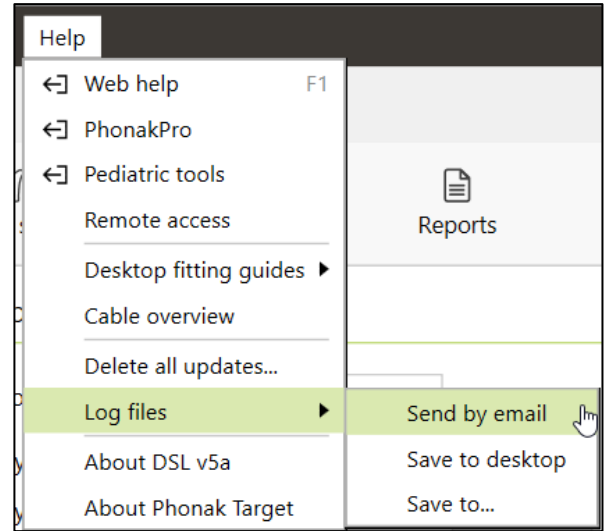 Help
Web help F1
PhonakPro
Pediatric tools
Remote access
Reports
Desktop fitting guides
Cable overview
Delete all updates...
Log files
Send by email
About DSL v5a
Save to desktop
About Phonak Target
Save to...